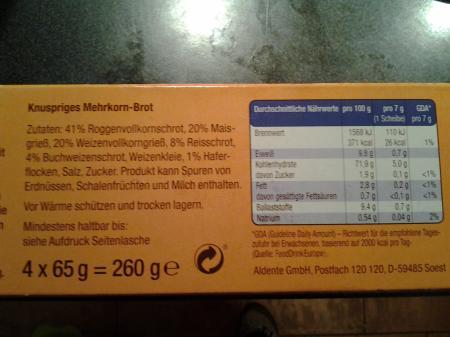 Knuspriges Mehrkorn-Brot
Zutaten: 41% Roggenvollkornschrot, 20% Mais-
grieß, 20% Weizenvollkorngrieß, 8% Reisschrot,
4% Buchweizenschrot, Weizenkleie, 1% Hafer-
flocken, Salz, Zucker. Produkt kann Spuren von
Erdnüssen, Schalenfrüchten und Milch enthalten.
Vor Wärme schützen und trocken lagern.
Mindestens haltbar bis:
siehe Aufdruck Seitenlasche
4 x 65 g = 260 g e
Durchschnittliche Nährwerte pro 100 g pro 7 g GDA*
(1 Scheibe) pro 7 g
Brennwert 1568 kJ 110 kJ
371 kcal 26 kcal 1%
Eiweiß 9,9 g 0,7 g
Kohlenhydrate 71,9 g 5,0 g
davon Zucker 1,9 g 0,1 g <1%
Fett 2,8 g 0,2 g <1%
davon gesättigte Fettsäuren 0,7 g <0,1 g <1%
Ballaststoffe 9,4 g 0,7 g
Natrium 0,54 g 0,04 g 2%
*GDA (Guideline Daily Amount) – Richtwert für die empfohlene Tages-
zufuhr bei Erwachsenen, basierend auf 2000 kcal pro Tag
(Quelle: FoodDrinkEurope).
Aldente GmbH, Postfach 120 120, D-59485 Soest